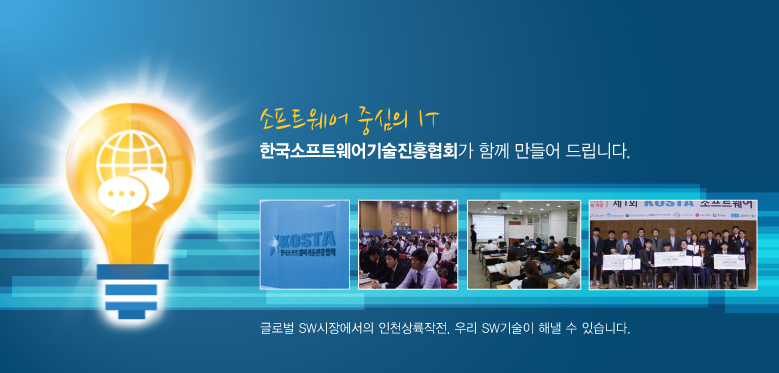 소프트웨어 중심의 IT
한국소프트웨어기술진흥협회가 함께 만들어 드립니다.
KOSTA
한국소프트웨어기술진흥협회
제1회 KOSTA 소프트웨어
글로벌 SW시장에서의 인천상륙작전, 우리 SW기술이 해낼 수 있습니다.